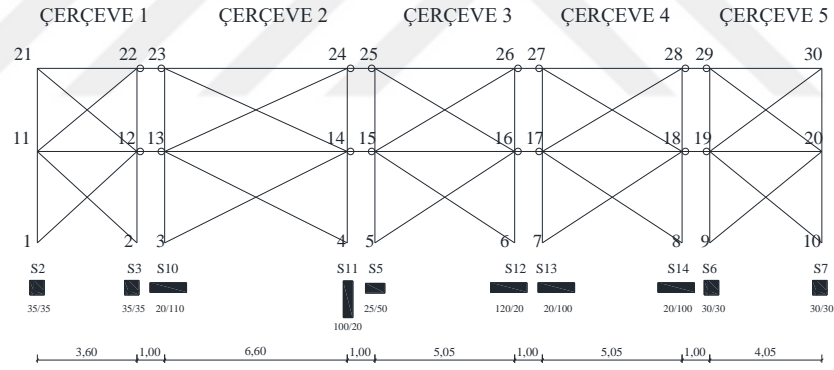 ÇERÇEVE 1 ÇERÇEVE 2 ÇERÇEVE 3 ÇERÇEVE 4 ÇERÇEVE 5
21 22 23 24 25 26 27 28 29 30
11 12 13 14 15 16 17 18 19 20
1 2 3 4 5 6 7 8 9 10
S2 S3 S10 S11 S5 S12 S13 S14 S6 S7
35/35 35/35 20/110 25/50 120/20 20/100 20/100 30/30 30/30
100/20
3,60 1,00 6,60 1,00 5,05 1,00 5,05 1,00 4,05